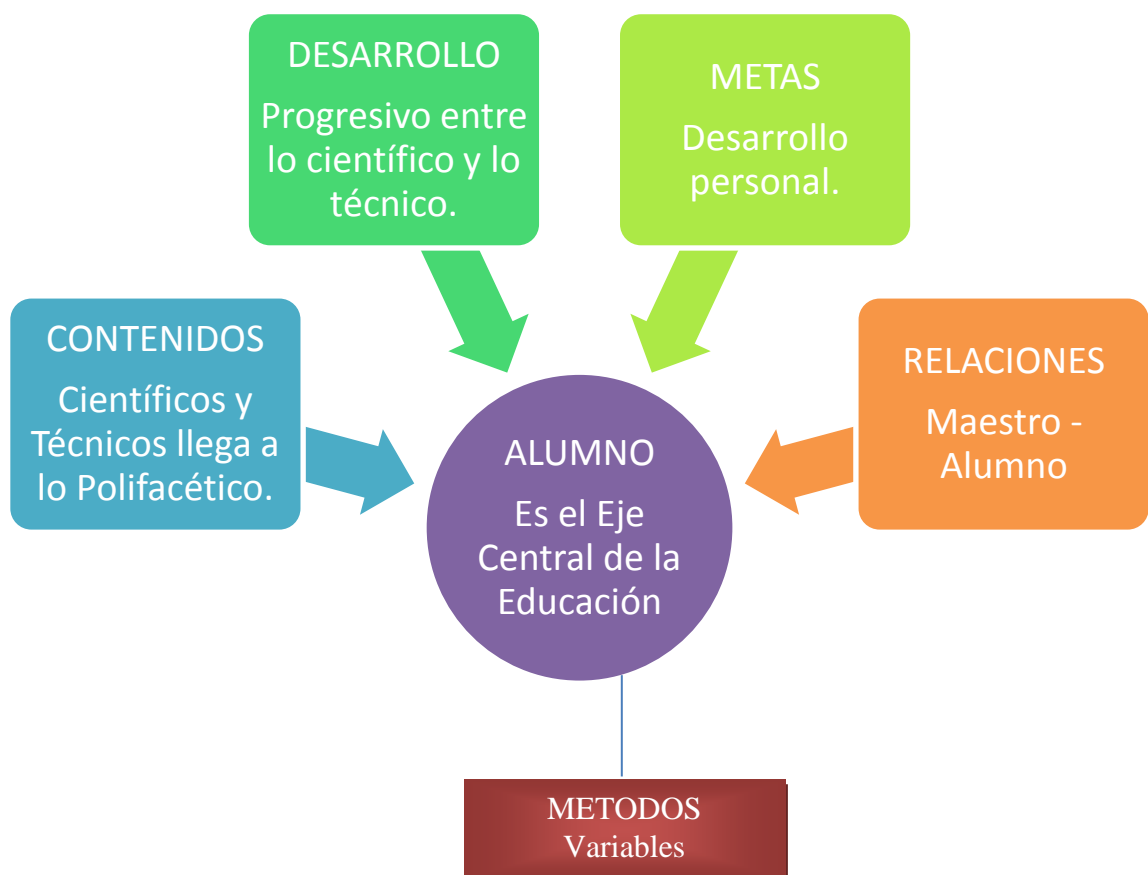 DESARROLLO
Progresivo entre
lo científico y lo
técnico.
METAS
Desarrollo
personal.
CONTENIDOS
Científicos y
Técnicos llega a
lo Polifacético.
RELACIONES
Maestro -
Alumno
ALUMNO
Es el Eje
Central de la
Educación
METODOS
Variables